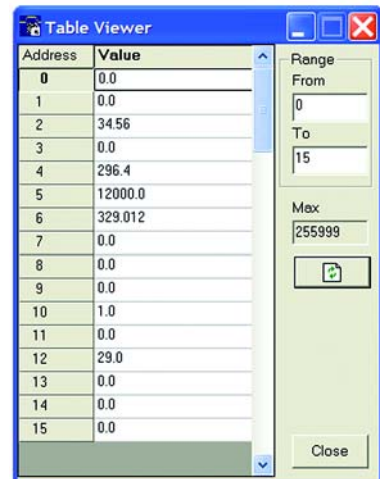 Table Viewer
Address Value
0 0.0
1 0.0
2 34.56
3 0.0
4 296.4
5 12000.0
6 329.012
7 0.0
8 0.0
9 0.0
10 1.0
11 0.0
12 29.0
13 0.0
14 0.0
15 0.0
Range
From
0
To
15
Max
255999
Close